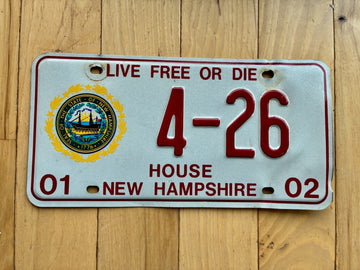 LIVE FREE OR DIE
4-26
HOUSE
01 NEW HAMPSHIRE 02